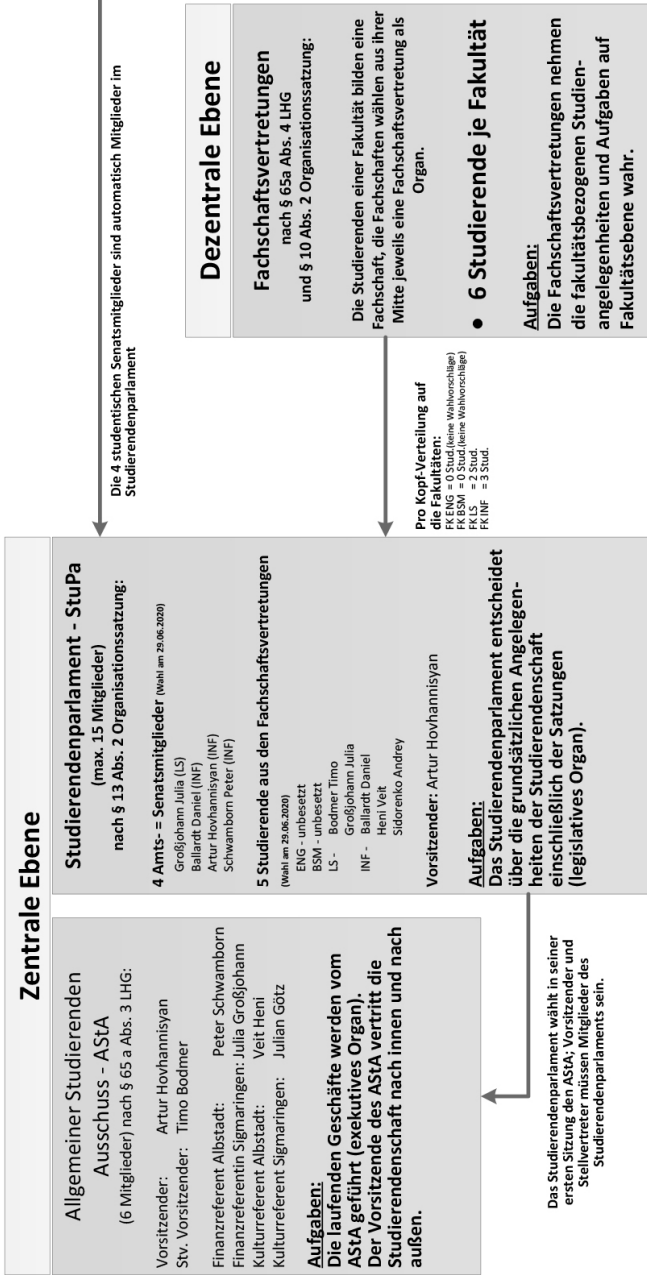 Zentrale Ebene
Allgemeiner Studierenden
Ausschuss - AStA
(6 Mitglieder) nach § 65 a Abs. 3 LHG:
Vorsitzender: Artur Hovhannisyan
Stv. Vorsitzender: Timo Bodmer
Finanzreferent Albstadt: Peter Schwamborn
Finanzreferentin Sigmaringen: Julia Großjohann
Kulturreferent Albstadt: Veit Heni
Kulturreferent Sigmaringen: Julian Götz
Aufgaben:
Die laufenden Geschäfte werden vom
AStA geführt (exekutives Organ).
Der Vorsitzende des AStA vertritt die
Studierendenschaft nach innen und nach
außen.
Studierendenparlament - StuPa
(max. 15 Mitglieder)
nach § 13 Abs. 2 Organisationssatzung:
4 Amts- = Senatsmitglieder (Wahl am 29.06.2020)
Großjohann Julia (LS)
Ballardt Daniel (INF)
Artur Hovhannisyan (INF)
Schwamborn Peter (INF)
5 Studierende aus den Fachschaftsvertretungen
(Wahl am 29.06.2020)
ENG - unbesetzt
BSM - unbesetzt
LS - Bodmer Timo
Großjohann Julia
INF - Ballardt Daniel
Heni Veit
Sidorenko Andrey
Vorsitzender: Artur Hovhannisyan
Aufgaben:
Das Studierendenparlament entscheidet
über die grundsätzlichen Angelegen-
heiten der Studierendenschaft
einschließlich der Satzungen
(legislatives Organ).
Das Studierendenparlament wählt in seiner
ersten Sitzung den AStA; Vorsitzender und
Stellvertreter müssen Mitglieder des
Studierendenparlaments sein.
Die 4 studentischen Senatsmitglieder sind automatisch Mitglieder im
Studierendenparlament
Pro Kopf-Verteilung auf
die Fakultäten:
FK ENG = 0 Stud.(keine Wahlvorschläge)
FK BSM = 0 Stud.(keine Wahlvorschläge)
FK LS = 2 Stud.
FK INF = 3 Stud.
Dezentrale Ebene
Fachschaftsvertretungen
nach § 65a Abs. 4 LHG
und § 10 Abs. 2 Organisationssatzung:
Die Studierenden einer Fakultät bilden eine
Fachschaft, die Fachschaften wählen aus ihrer
Mitte jeweils eine Fachschaftsvertretung als
Organ.
• 6 Studierende je Fakultät
Aufgaben:
Die Fachschaftsvertretungen nehmen
die fakultätsbezogenen Studien-
angelegenheiten und Aufgaben auf
Fakultätsebene wahr.